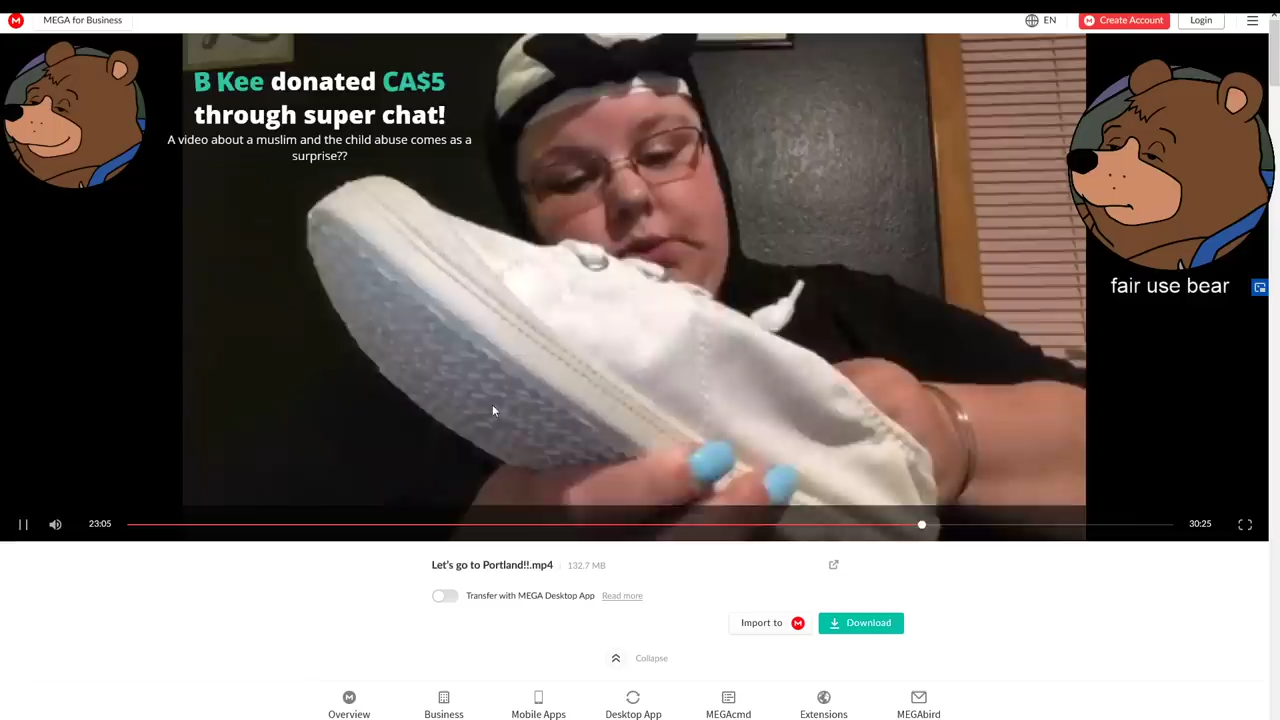 MEGA for Business
EN
Create Account
Login
B Kee donated CA$5
through super chat!
A video about a muslim and the child abuse comes as a
surprise??
fair use bear
23:05
30:25
Let's go to Portland!!.mp4
132.7 MB
Transfer with MEGA Desktop App
Read more
Import to
Download
Collapse
Overview
Business
Mobile Apps
Desktop App
MEGAcmd
Extensions
MEGAbird